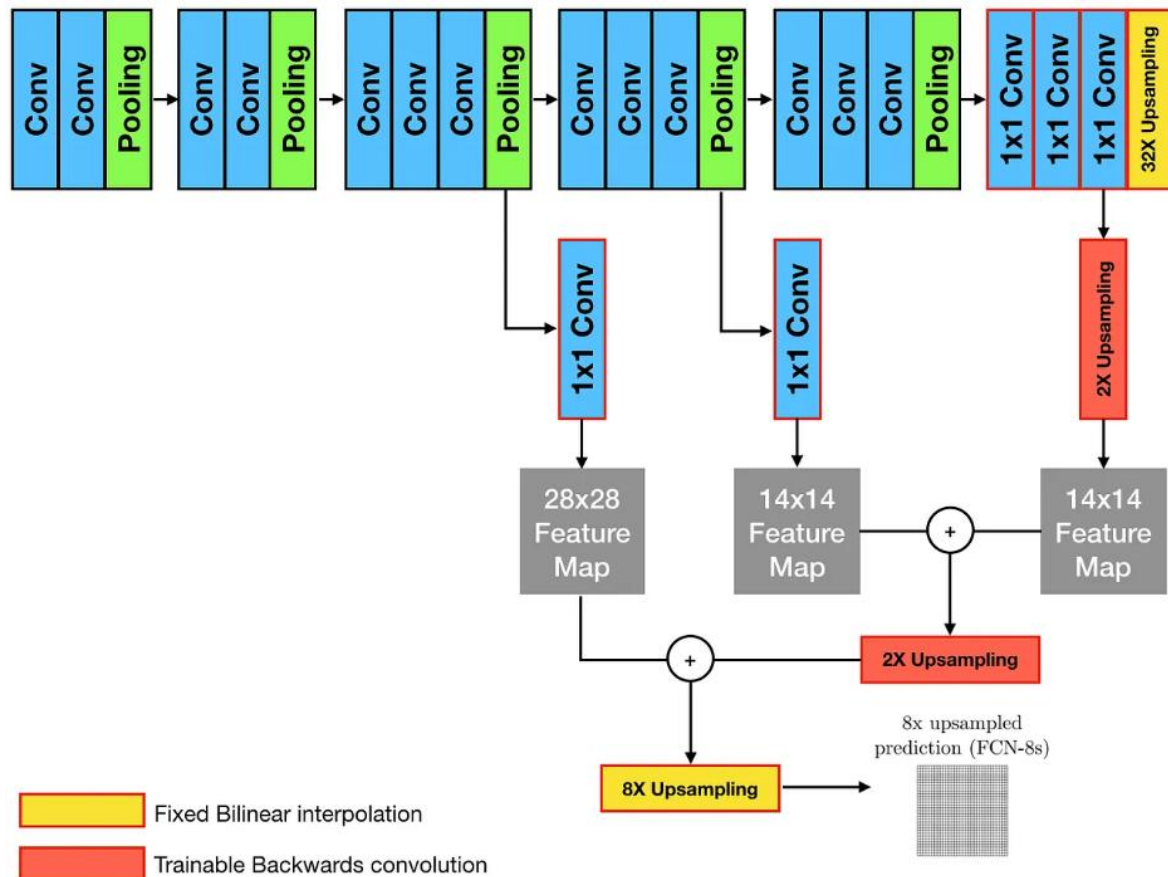 Conv
Conv
Pooling
Conv
Conv
Pooling
Conv
Conv
Conv
Pooling
Conv
Conv
Conv
Pooling
Conv
Conv
Conv
Pooling
1x1 Conv
1x1 Conv
1x1 Conv
32X Upsampling
1x1 Conv
1x1 Conv
2X Upsampling
28x28
Feature
Map
14x14
Feature
Map
+
14x14
Feature
Map
+
2X Upsampling
8x upsampled
prediction (FCN-8s)
8X Upsampling
Fixed Bilinear interpolation
Trainable Backwards convolution